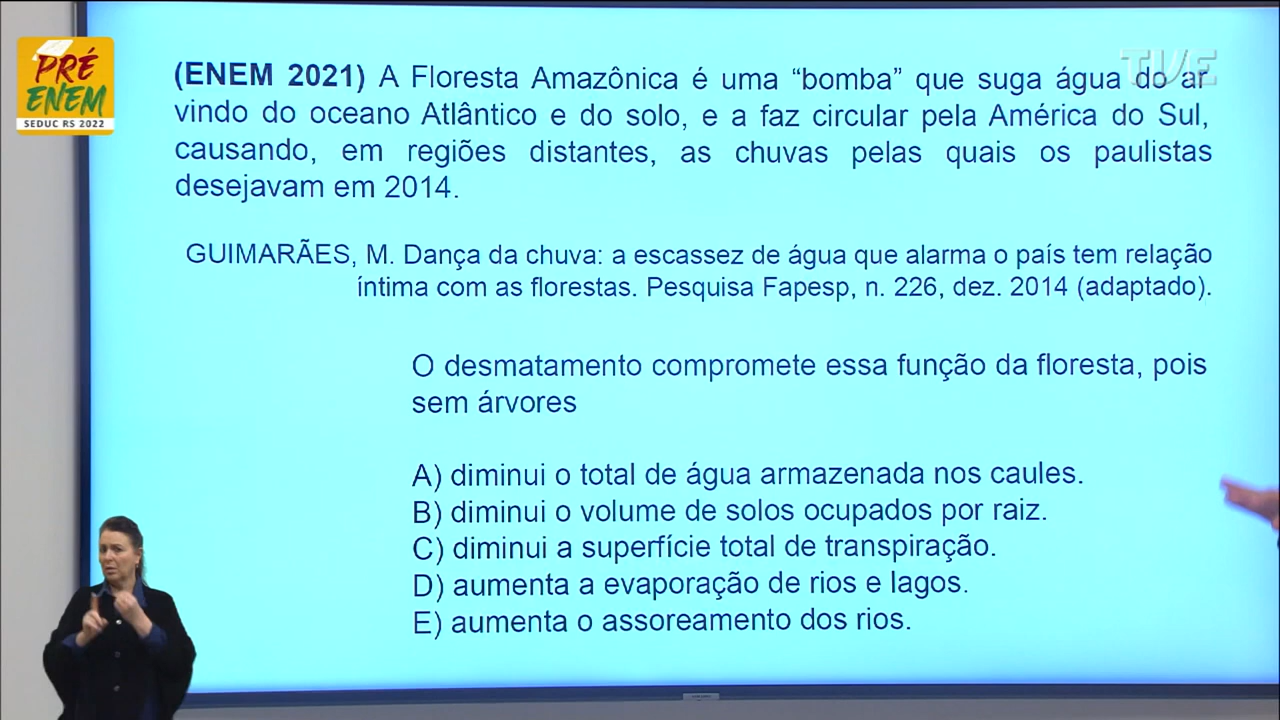 PRÉ
ENEM
SEDUC RS 2022
TVE
(ENEM 2021) A Floresta Amazônica é uma “bomba” que suga água do ar
vindo do oceano Atlântico e do solo, e a faz circular pela América do Sul,
causando, em regiões distantes, as chuvas pelas quais os paulistas
desejavam em 2014.
GUIMARÃES, M. Dança da chuva: a escassez de água que alarma o país tem relação
íntima com as florestas. Pesquisa Fapesp, n. 226, dez. 2014 (adaptado).
O desmatamento compromete essa função da floresta, pois
sem árvores
A) diminui o total de água armazenada nos caules.
B) diminui o volume de solos ocupados por raiz.
C) diminui a superfície total de transpiração.
D) aumenta a evaporação de rios e lagos.
E) aumenta o assoreamento dos rios.